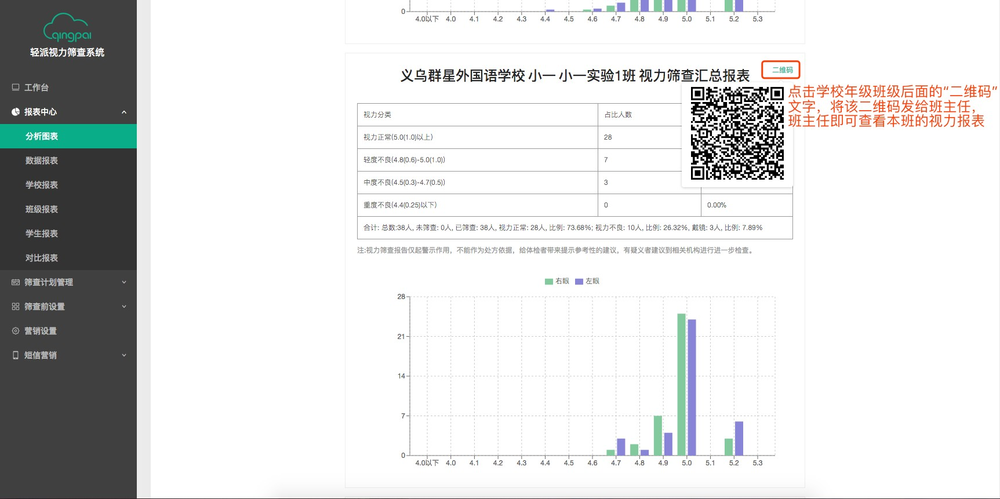 qingpai
轻派视力筛查系统
工作台
报表中心
分析图表
数据报表
学校报表
班级报表
学生报表
对比报表
筛查计划管理
筛查前设置
营销设置
短信营销
0
4.0以下 4.0 4.1 4.2 4.3 4.4 4.5 4.6 4.7 4.8 4.9 5.0 5.1 5.2 5.3
义乌群星外国语学校 小一 小一实验1班 视力筛查汇总报表
二维码
点击学校年级班级后面的“二维码”
文字，将该二维码发给班主任，
班主任即可查看本班的视力报表
视力分类 占比人数
视力正常(5.0(1.0)以上) 28
轻度不良(4.8(0.6)-5.0(1.0)) 7
中度不良(4.5(0.3)-4.7(0.5)) 3
重度不良(4.4(0.25)以下) 0 0.00%
合计: 总数:38人, 未筛查: 0人, 已筛查: 38人, 视力正常: 28人, 比例: 73.68%; 视力不良: 10人, 比例: 26.32%, 戴镜: 3人, 比例: 7.89%
注:视力筛查报告仅起警示作用，不能作为处方依据，给体检者带来提示参考性的建议，有疑义者建议到相关机构进行进一步检查。
右眼 左眼
28
21
14
7
0
4.0以下 4.0 4.1 4.2 4.3 4.4 4.5 4.6 4.7 4.8 4.9 5.0 5.1 5.2 5.3